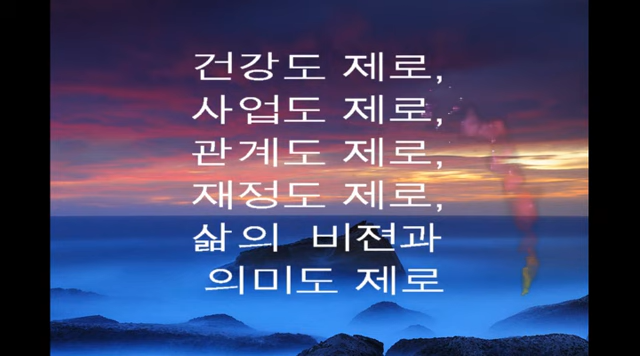 건강도 제로,
사업도 제로,
관계도 제로,
재정도 제로,
삶의 비젼과
의미도 제로